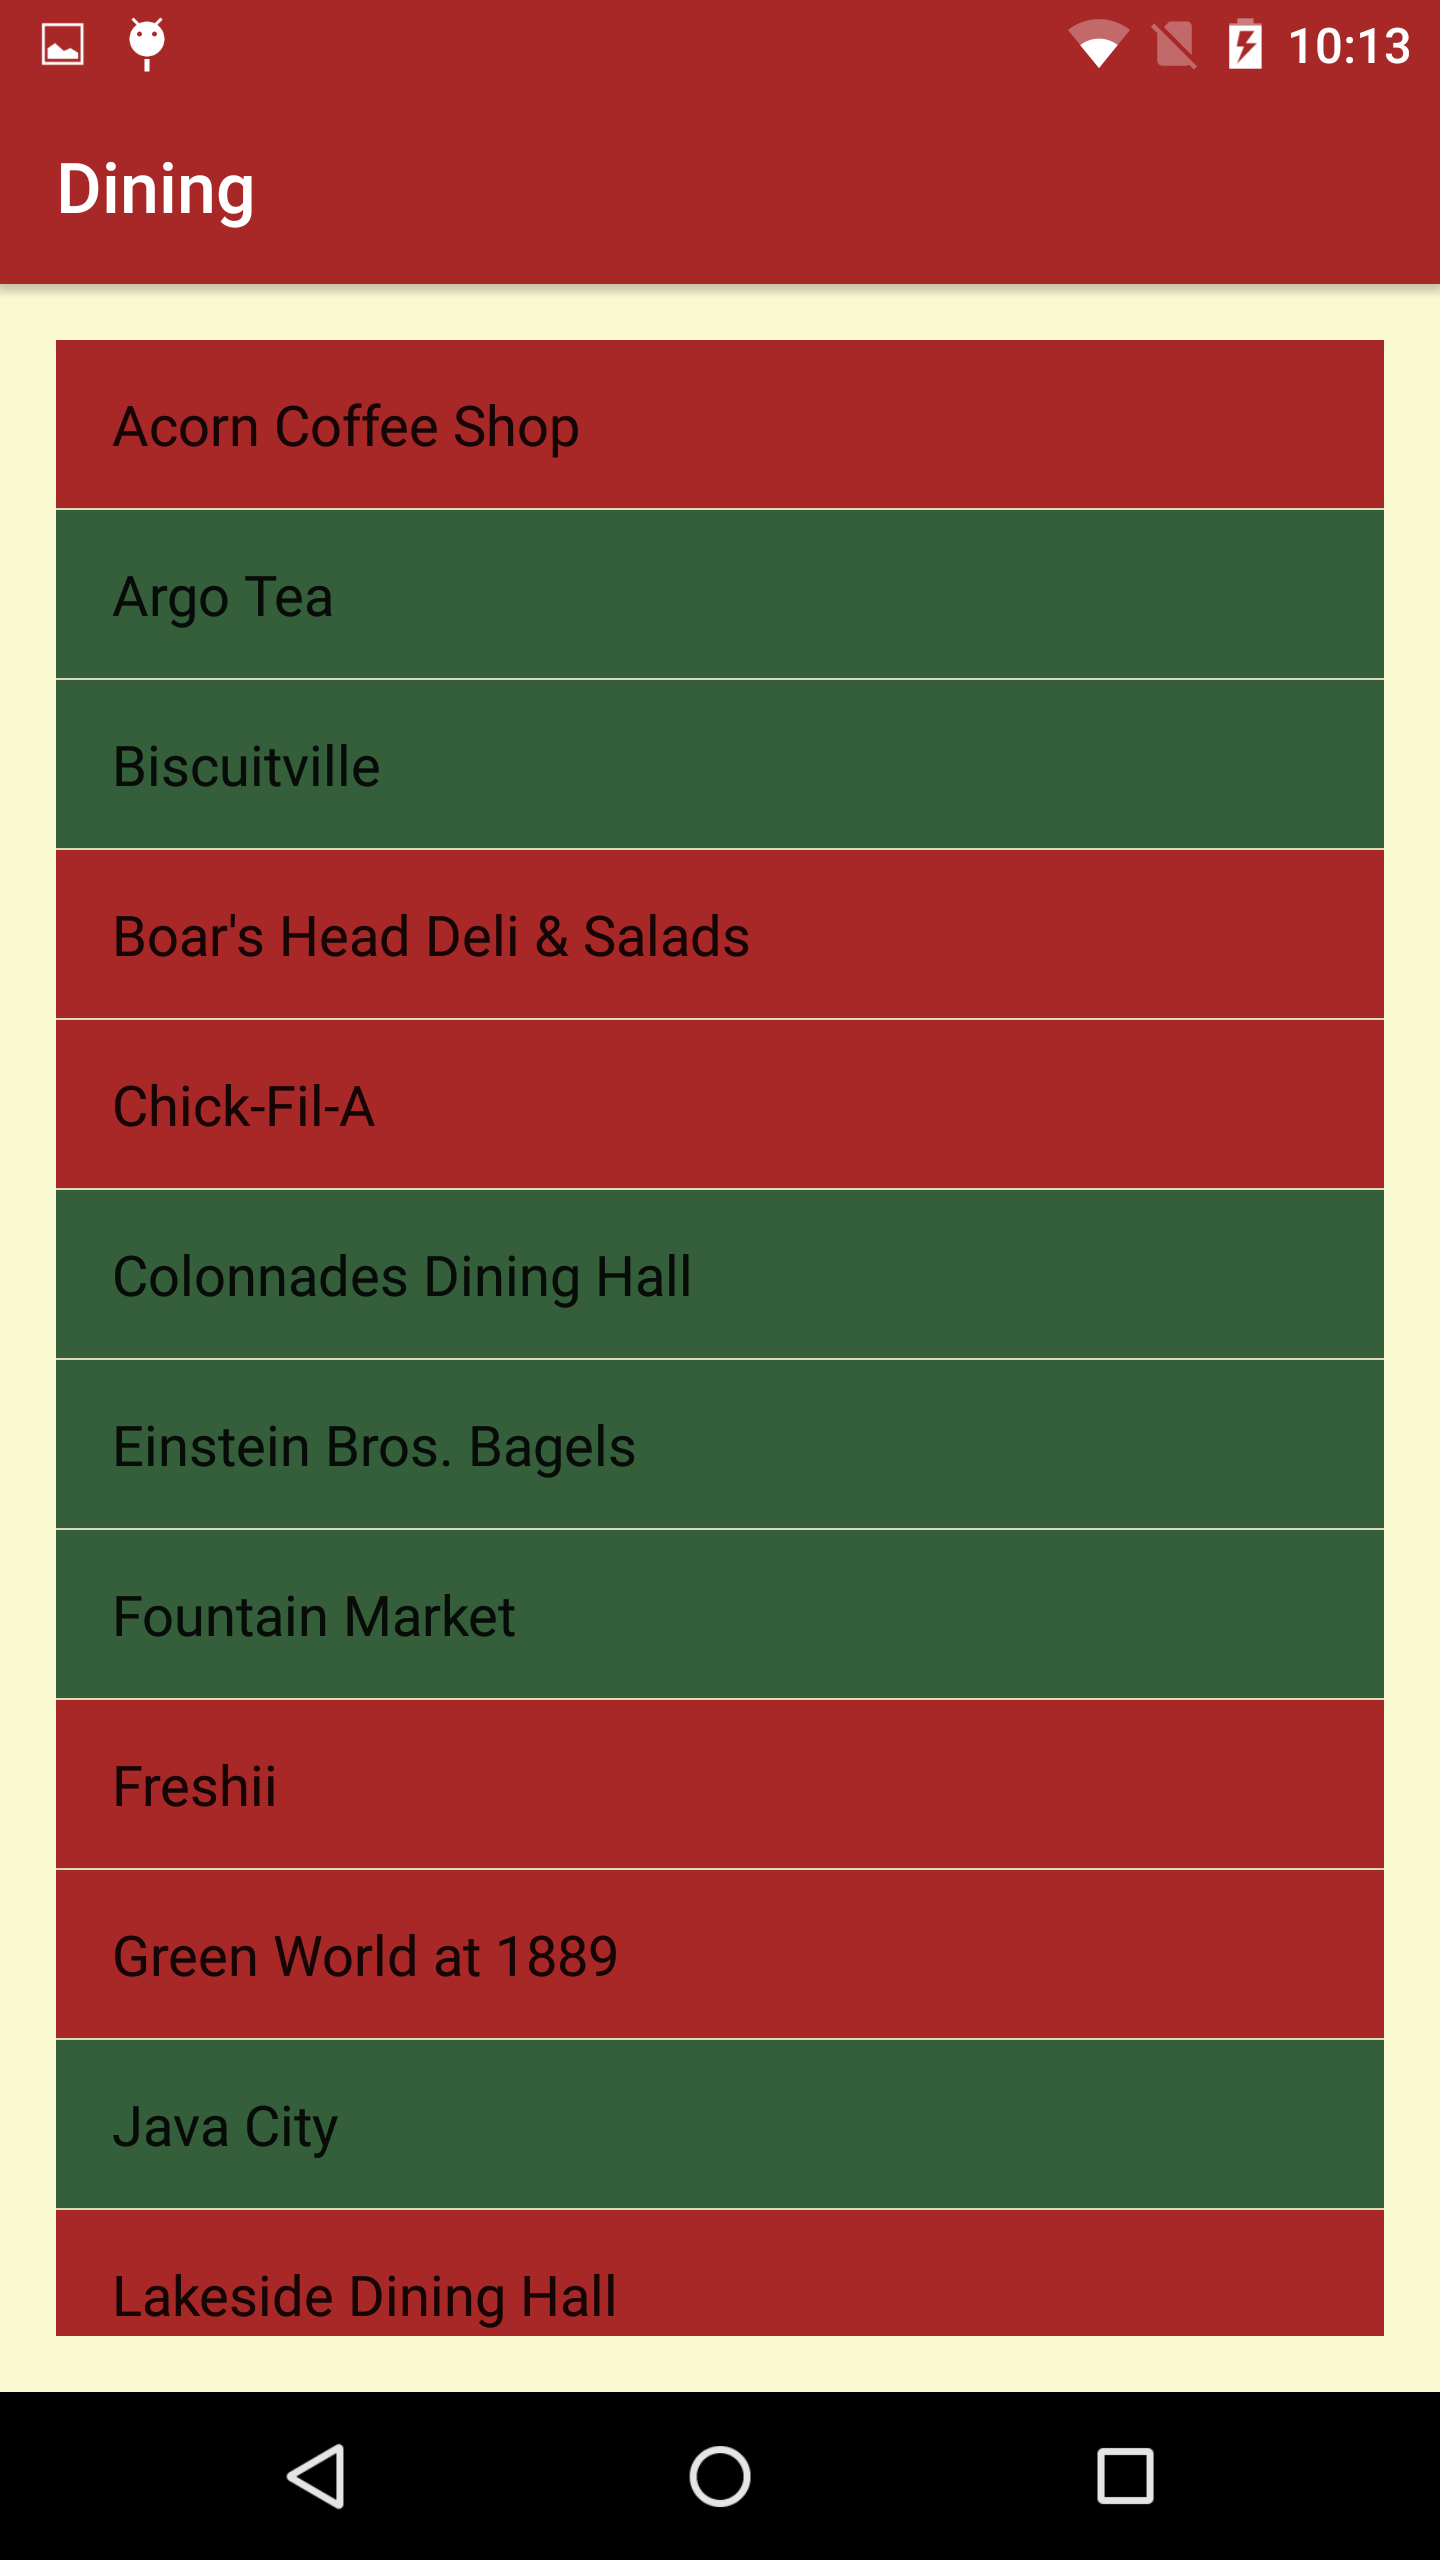 10:13
Dining
Acorn Coffee Shop
Argo Tea
Biscuitville
Boar's Head Deli & Salads
Chick-Fil-A
Colonnades Dining Hall
Einstein Bros. Bagels
Fountain Market
Freshii
Green World at 1889
Java City
Lakeside Dining Hall